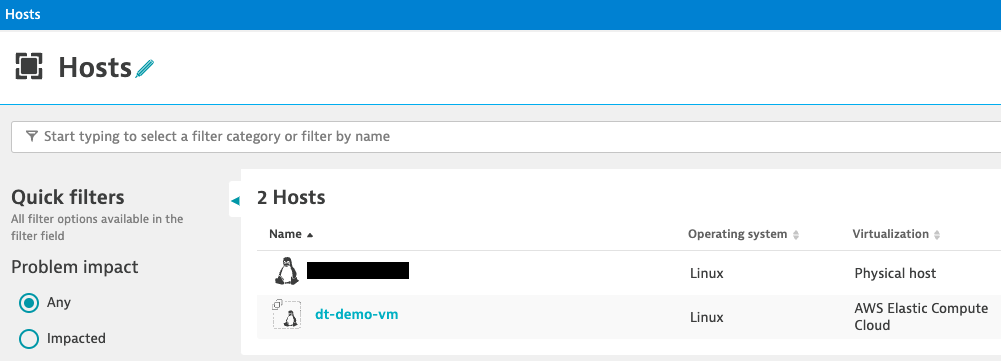 Hosts
Hosts
Start typing to select a filter category or filter by name
Quick filters
All filter options available in the
filter field
Problem impact
Any
Impacted
2 Hosts
Name Operating system Virtualization
Linux Physical host
dt-demo-vm Linux AWS Elastic Compute
Cloud